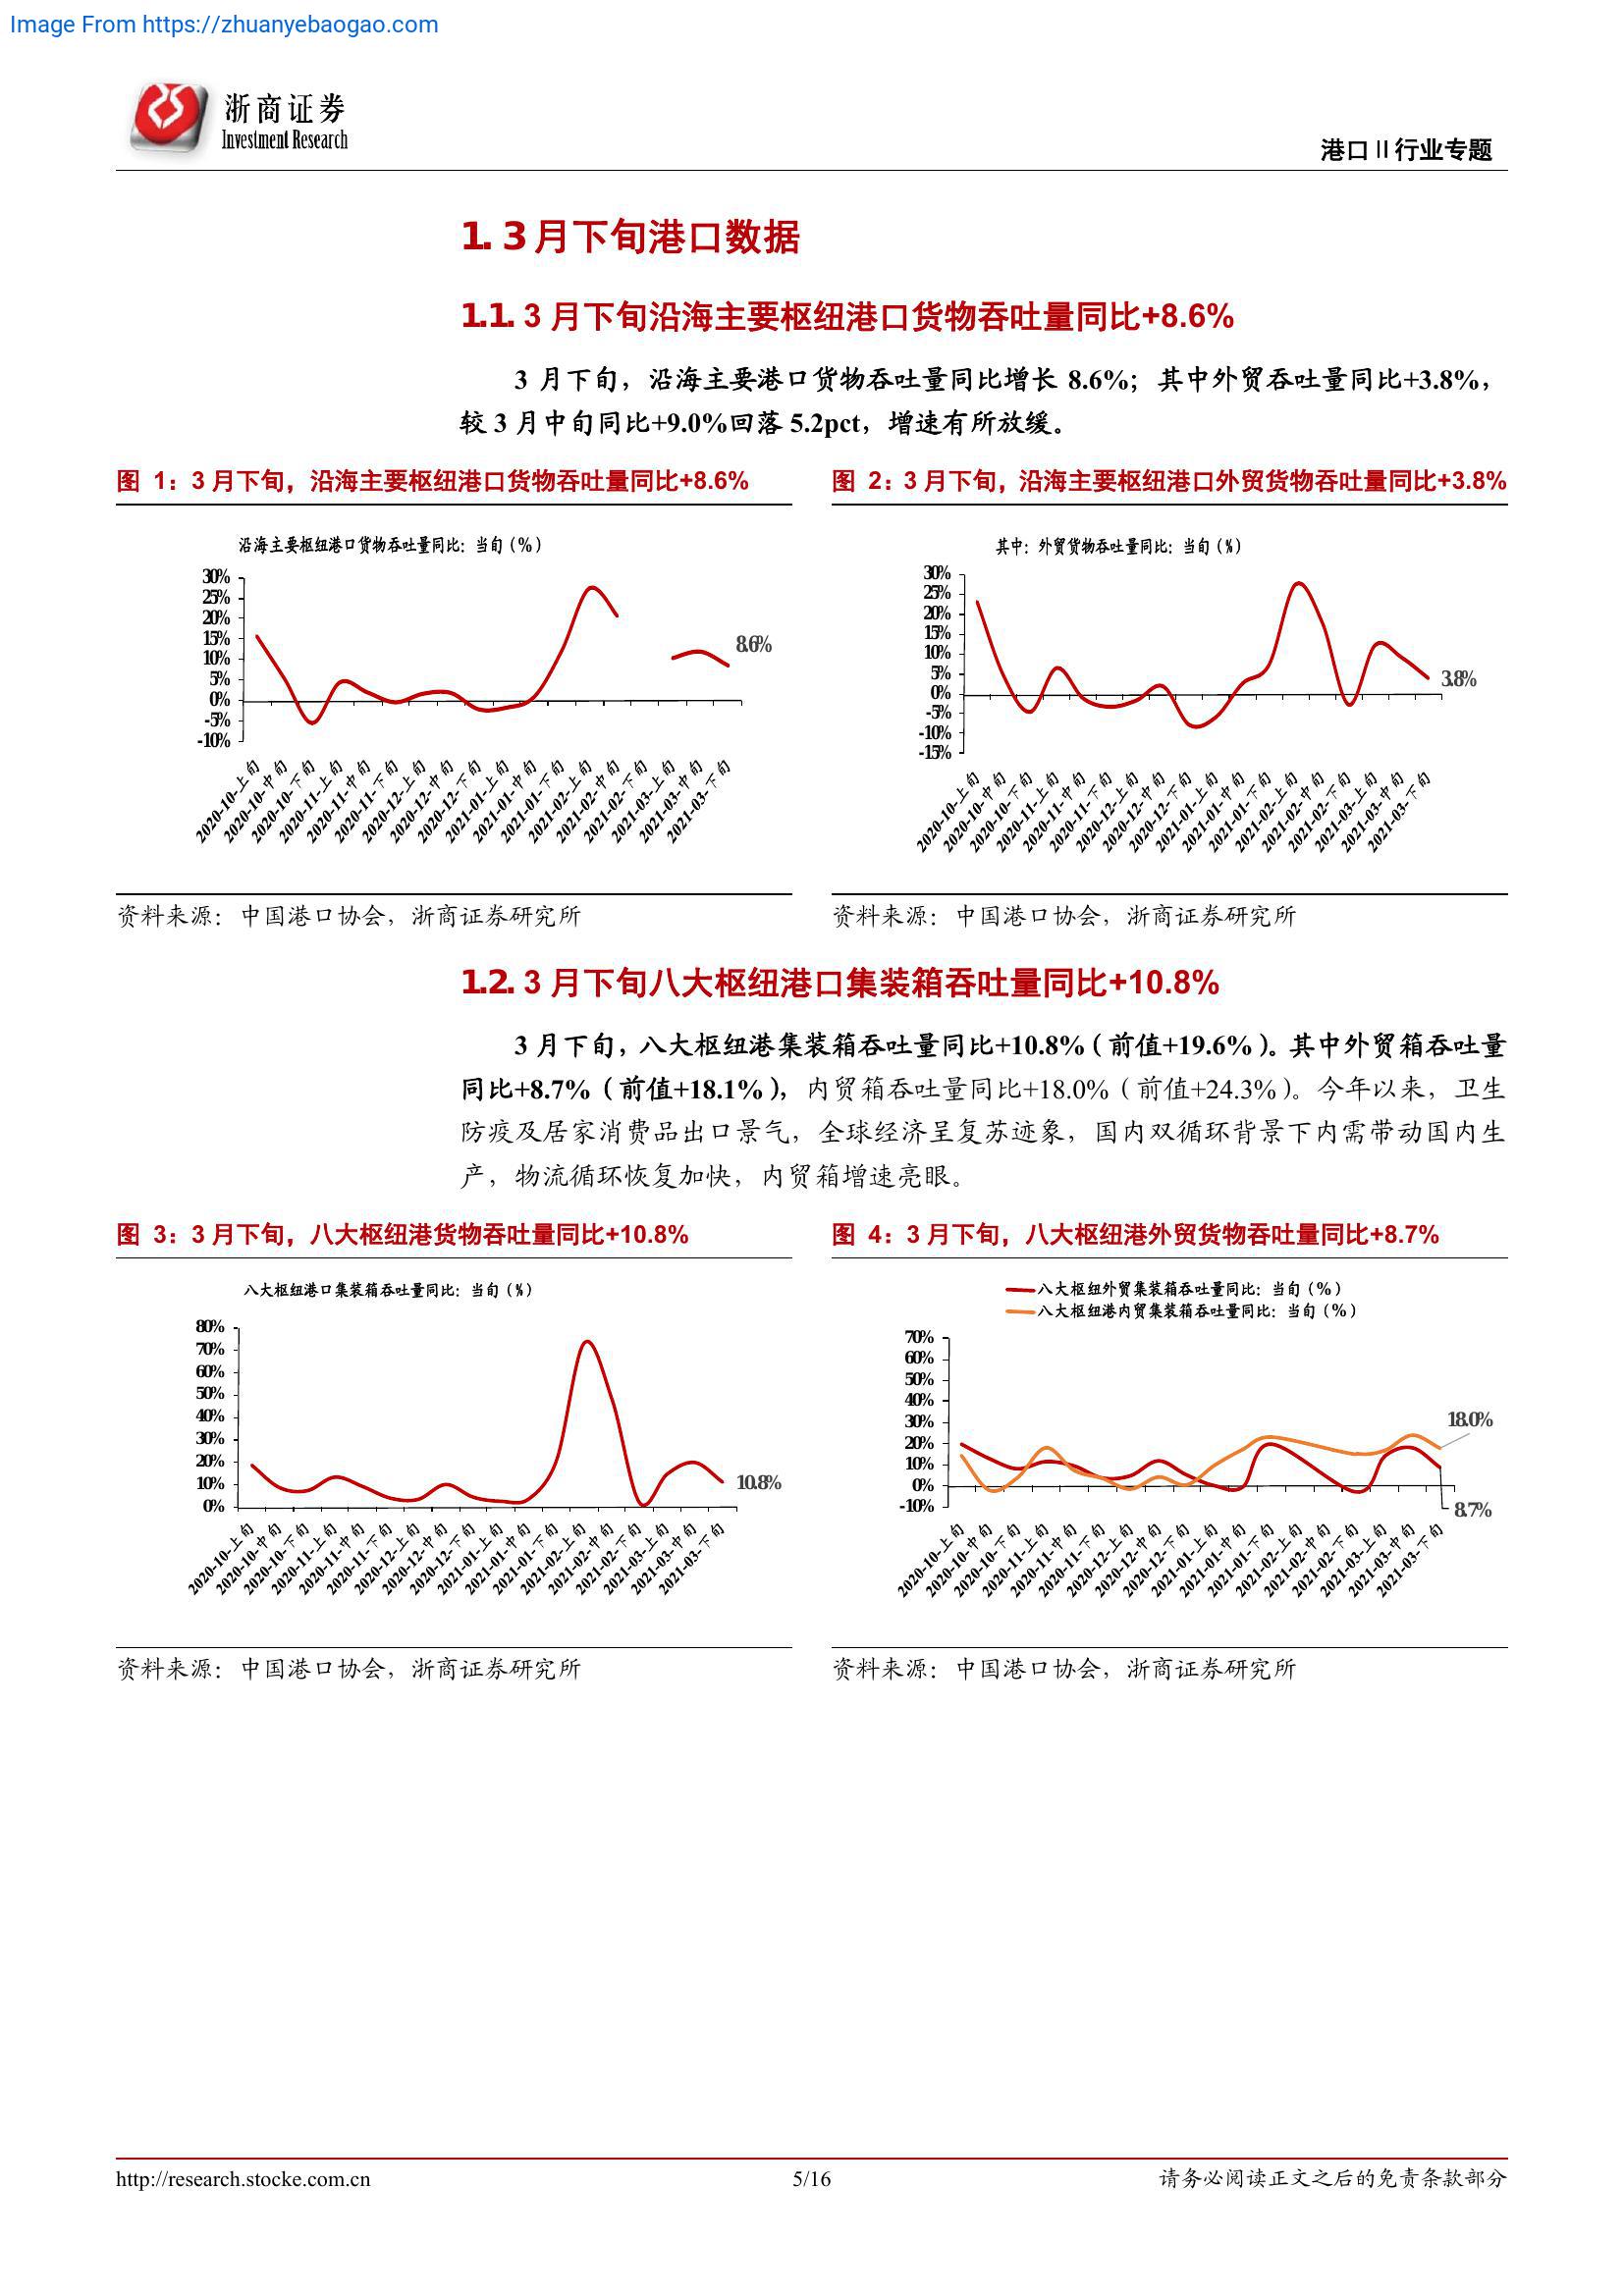 Image From https://zhuanyebaogao.com
浙商证券
Investment Research
港口Ⅱ行业专题
1. 3 月下旬港口数据
1.1. 3 月下旬沿海主要枢纽港口货物吞吐量同比+8.6%
3 月下旬，沿海主要港口货物吞吐量同比增长 8.6%；其中外贸吞吐量同比+3.8%，
较 3 月中旬同比+9.0%回落 5.2pct，增速有所放缓。
图 1：3 月下旬，沿海主要枢纽港口货物吞吐量同比+8.6%
沿海主要枢纽港口货物吞吐量同比：当旬（%）
30%
25%
20%
15%
10%
5%
0%
-5%
-10%
8.6%
2020-10-上旬
2020-10-中旬
2020-10-下旬
2020-11-上旬
2020-11-中旬
2020-11-下旬
2020-12-上旬
2020-12-中旬
2020-12-下旬
2021-01-上旬
2021-01-中旬
2021-01-下旬
2021-02-上旬
2021-02-中旬
2021-02-下旬
2021-03-上旬
2021-03-中旬
2021-03-下旬
资料来源：中国港口协会，浙商证券研究所
图 2：3 月下旬，沿海主要枢纽港口外贸货物吞吐量同比+3.8%
其中：外贸货物吞吐量同比：当旬（%）
30%
25%
20%
15%
10%
5%
0%
-5%
-10%
-15%
3.8%
2020-10-上旬
2020-10-中旬
2020-10-下旬
2020-11-上旬
2020-11-中旬
2020-11-下旬
2020-12-上旬
2020-12-中旬
2020-12-下旬
2021-01-上旬
2021-01-中旬
2021-01-下旬
2021-02-上旬
2021-02-中旬
2021-02-下旬
2021-03-上旬
2021-03-中旬
2021-03-下旬
资料来源：中国港口协会，浙商证券研究所
1.2. 3 月下旬八大枢纽港口集装箱吞吐量同比+10.8%
3 月下旬，八大枢纽港集装箱吞吐量同比+10.8%（前值+19.6%）。其中外贸箱吞吐量
同比+8.7%（前值+18.1%），内贸箱吞吐量同比+18.0%（前值+24.3%）。今年以来，卫生
防疫及居家消费品出口景气，全球经济呈复苏迹象，国内双循环背景下内需带动国内生
产，物流循环恢复加快，内贸箱增速亮眼。
图 3：3 月下旬，八大枢纽港货物吞吐量同比+10.8%
八大枢纽港口集装箱吞吐量同比：当旬（%）
80%
70%
60%
50%
40%
30%
20%
10%
0%
10.8%
2020-10-上旬
2020-10-中旬
2020-10-下旬
2020-11-上旬
2020-11-中旬
2020-11-下旬
2020-12-上旬
2020-12-中旬
2020-12-下旬
2021-01-上旬
2021-01-中旬
2021-01-下旬
2021-02-上旬
2021-02-中旬
2021-02-下旬
2021-03-上旬
2021-03-中旬
2021-03-下旬
资料来源：中国港口协会，浙商证券研究所
图 4：3 月下旬，八大枢纽港外贸货物吞吐量同比+8.7%
八大枢纽外贸集装箱吞吐量同比：当旬（%）
八大枢纽港内贸集装箱吞吐量同比：当旬（%）
70%
60%
50%
40%
30%
20%
10%
0%
-10%
18.0%
8.7%
2020-10-上旬
2020-10-中旬
2020-10-下旬
2020-11-上旬
2020-11-中旬
2020-11-下旬
2020-12-上旬
2020-12-中旬
2020-12-下旬
2021-01-上旬
2021-01-中旬
2021-01-下旬
2021-02-上旬
2021-02-中旬
2021-02-下旬
2021-03-上旬
2021-03-中旬
2021-03-下旬
资料来源：中国港口协会，浙商证券研究所
http://research.stocke.com.cn
5/16
请务必阅读正文之后的免责条款部分